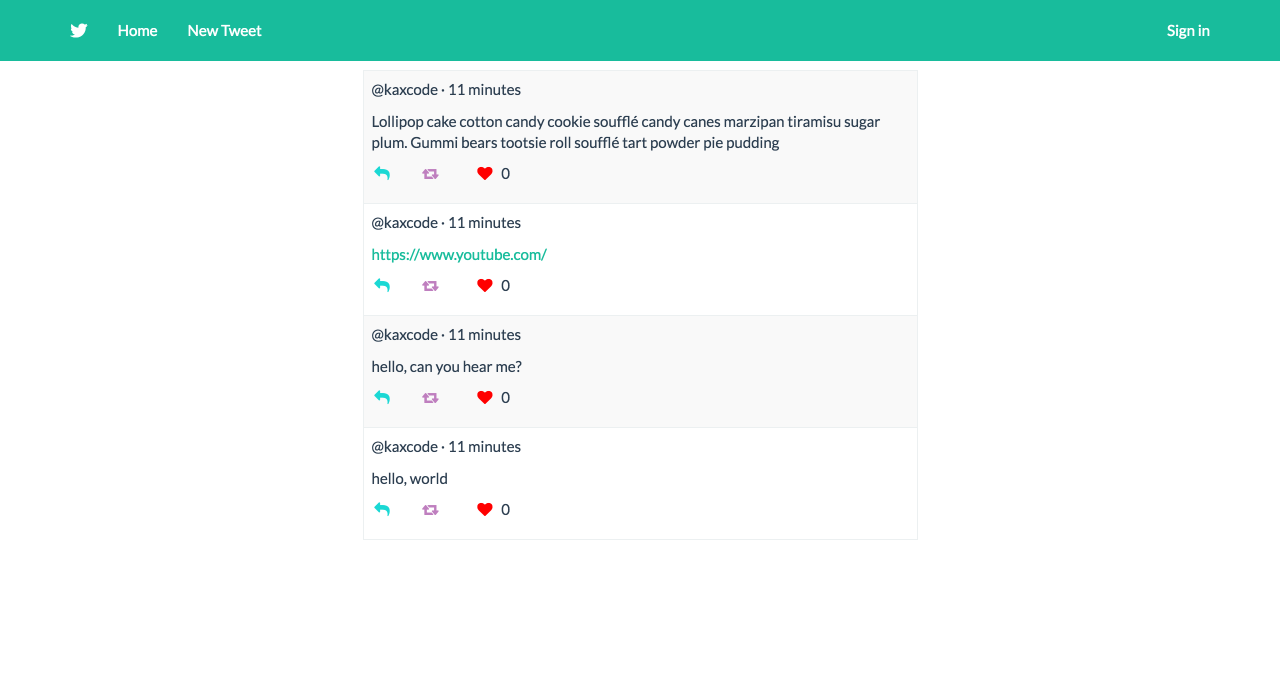 Home New Tweet Sign in
@kaxcode · 11 minutes
Lollipop cake cotton candy cookie soufflé candy canes marzipan tiramisu sugar
plum. Gummi bears tootsie roll soufflé tart powder pie pudding
0
@kaxcode · 11 minutes
https://www.youtube.com/
0
@kaxcode · 11 minutes
hello, can you hear me?
0
@kaxcode · 11 minutes
hello, world
0